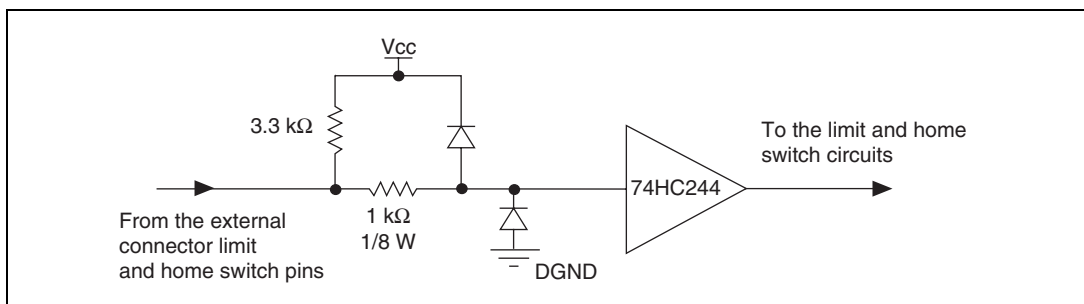 Vcc
3.3 kΩ
To the limit and home
switch circuits
74HC244
From the external
connector limit
and home switch pins
1 kΩ
1/8 W
DGND